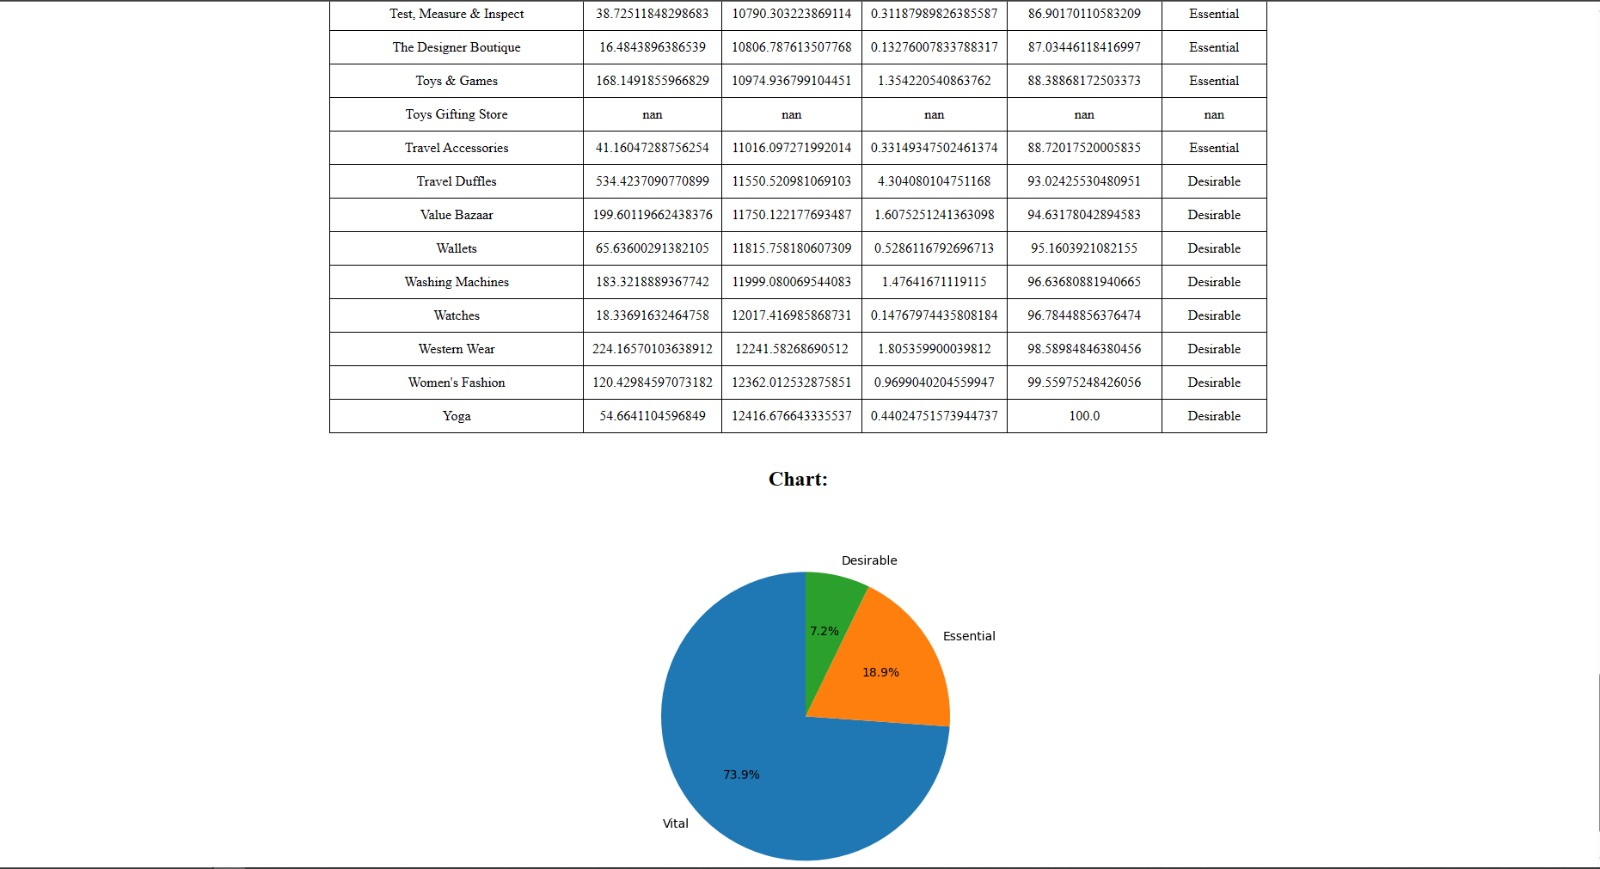 Test, Measure & Inspect 38.72511848298683 10790.303223869114 0.31187989826385587 86.90170110583209 Essential
The Designer Boutique 16.4843896386539 10806.787613507768 0.13276007833788317 87.03446118416997 Essential
Toys & Games 168.1491855966829 10974.936799104451 1.354220540863762 88.38868172503373 Essential
Toys Gifting Store nan nan nan nan nan
Travel Accessories 41.16047288756254 11016.097271992014 0.33149347502461374 88.72017520005835 Essential
Travel Duffles 534.4237090770899 11550.520981069103 4.304080104751168 93.02425530480951 Desirable
Value Bazaar 199.60119662438376 11750.122177693487 1.6075251241363098 94.63178042894583 Desirable
Wallets 65.63600291382105 11815.758180607309 0.5286116792696713 95.1603921082155 Desirable
Washing Machines 183.3218889367742 11999.080069544083 1.47641671119115 96.63680881940665 Desirable
Watches 18.33691632464758 12017.416985868731 0.14767974435808184 96.78448856376474 Desirable
Western Wear 224.16570103638912 12241.58268690512 1.805359900039812 98.58984846380456 Desirable
Women's Fashion 120.42984597073182 12362.012532875851 0.9699040204559947 99.55975248426056 Desirable
Yoga 54.6641104596849 12416.676643335537 0.44024751573944737 100.0 Desirable
Chart:
Desirable
7.2%
Essential
18.9%
73.9%
Vital